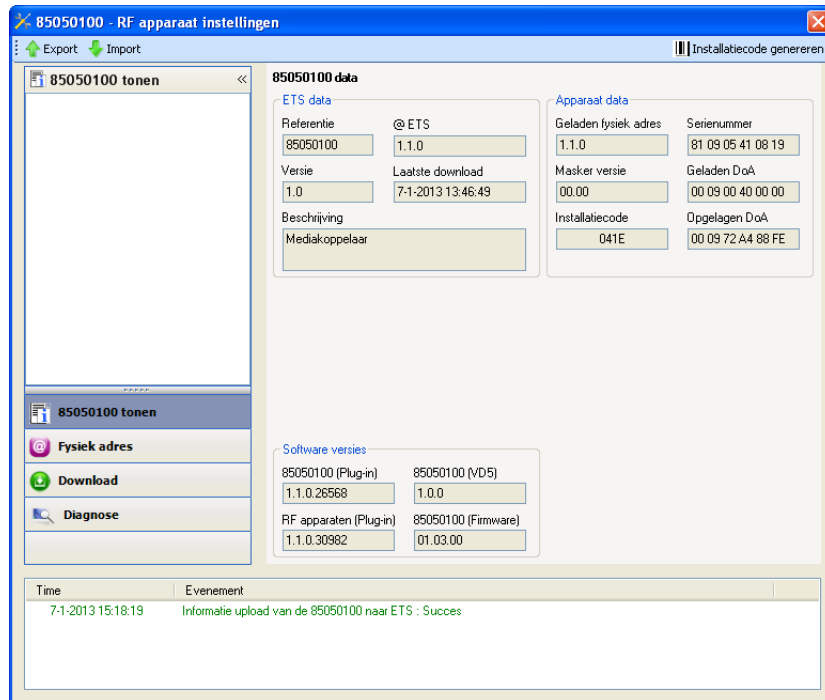 85050100 - RF apparaat instellingen
Export Import Installatiecode genereren
85050100 tonen «
85050100 tonen
Fysiek adres
Download
Diagnose
85050100 data
ETS data
Referentie @ ETS
85050100 1.1.0
Versie Laatste download
1.0 7-1-2013 13:46:49
Beschrijving
Mediakoppelaar
Apparaat data
Geladen fysiek adres Serienummer
1.1.0 81 09 05 41 08 19
Masker versie Geladen DoA
00.00 00 09 00 40 00 00
Installatiecode Opgelagen DoA
041E 00 09 72 A4 88 FE
Software versies
85050100 (Plug-in) 85050100 (VD5)
1.1.0.26568 1.0.0
RF apparaten (Plug-in) 85050100 (Firmware)
1.1.0.30982 01.03.00
Time Evenement
7-1-2013 15:18:19 Informatie upload van de 85050100 naar ETS : Succes